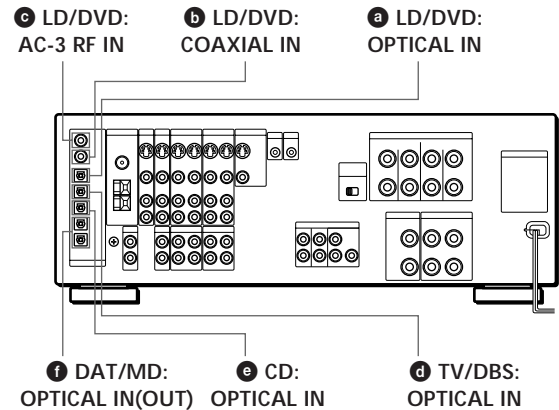 c LD/DVD: AC-3 RF IN
b LD/DVD: COAXIAL IN
a LD/DVD: OPTICAL IN
f DAT/MD: OPTICAL IN(OUT)
e CD: OPTICAL IN
d TV/DBS: OPTICAL IN